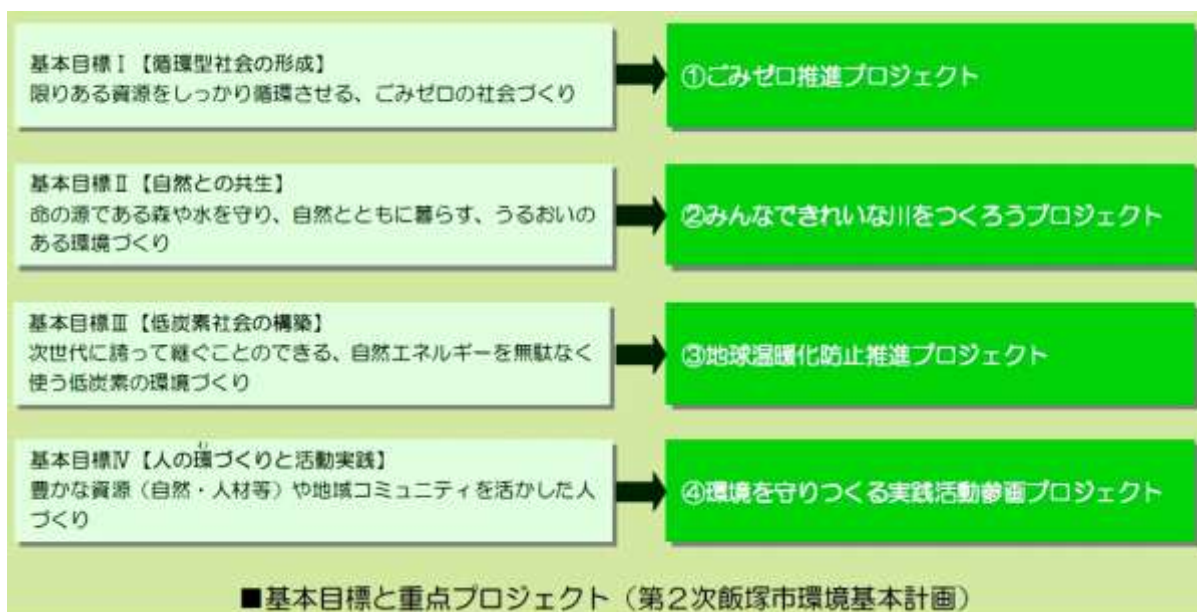 基本目標Ⅰ【循環型社会の形成】
限りある資源をしっかり循環させる、ごみゼロの社会づくり
①ごみゼロ推進プロジェクト
基本目標Ⅱ【自然との共生】
命の源である森や水を守り、自然とともに暮らす、うるおいの
ある環境づくり
②みんなできれいな川をつくろうプロジェクト
基本目標Ⅲ【低炭素社会の構築】
次世代に誇って継ぐことのできる、自然エネルギーを無駄なく
使う低炭素の環境づくり
③地球温暖化防止推進プロジェクト
わ
基本目標Ⅳ【人の環づくりと活動実践】
豊かな資源（自然・人材等）や地域コミュニティを活かした人
づくり
④環境を守りつくる実践活動参画プロジェクト
■基本目標と重点プロジェクト（第２次飯塚市環境基本計画）